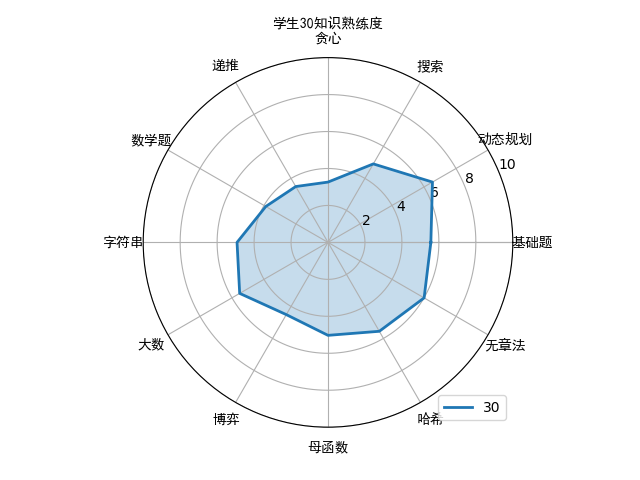 学生30知识熟练度
贪心
递推
搜索
数学题
动态规划
10
8
6
4
2
字符串
基础题
大数
无章法
博弈
哈希
30
母函数